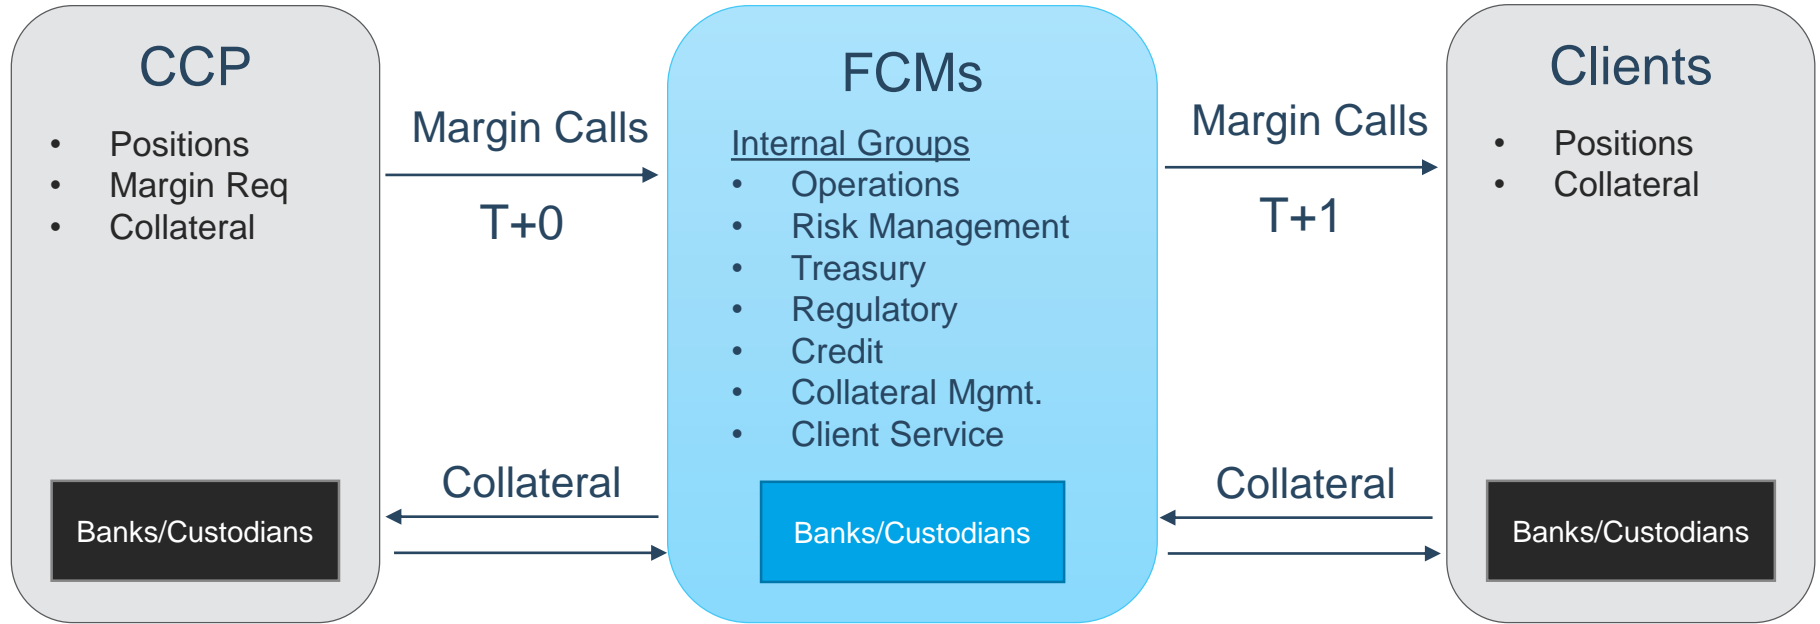 CCP
• Positions
• Margin Req
• Collateral
Banks/Custodians
Margin Calls
T+0
Collateral
FCMs
Internal Groups
• Operations
• Risk Management
• Treasury
• Regulatory
• Credit
• Collateral Mgmt.
• Client Service
Banks/Custodians
Margin Calls
T+1
Collateral
Clients
• Positions
• Collateral
Banks/Custodians